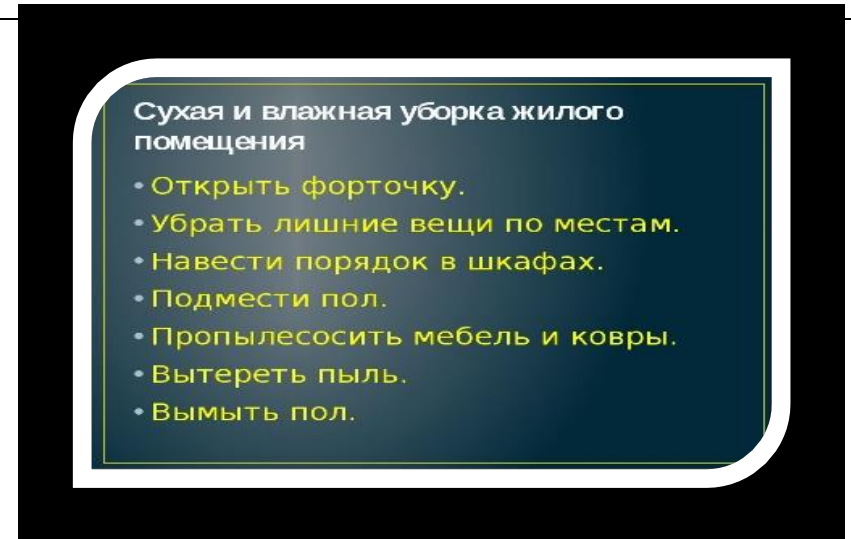 Сухая и влажная уборка жилого
помещения
• Открыть форточку.
• Убрать лишние вещи по местам.
• Навести порядок в шкафах.
• Подмести пол.
• Пропылесосить мебель и ковры.
• Вытереть пыль.
• Вымыть пол.